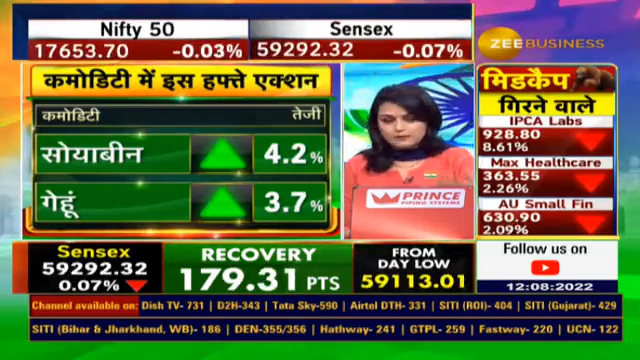 Nifty 50
17653.70 -0.03%
Sensex
59292.32 -0.07%
ZEE BUSINESS
कमोडिटी में इस हफ्ते एक्शन
कमोडिटी तेजी
सोयाबीन 4.2%
गेहूं 3.7%
PRINCE
PIPING SYSTEMS
मिडकैप
गिरने वाले
IPCA Labs
928.80
8.61%
Max Healthcare
363.55
2.26%
AU Small Fin
630.90
2.09%
Sensex
59292.32
0.07%
RECOVERY
179.31 PTS
FROM
DAY LOW
59113.01
Follow us on
12:08:2022
Channel available on: Dish TV- 731 | D2H-343 | Tata Sky-590 | Airtel DTH- 331 | SITI (ROI)- 404 | SITI (Gujarat)- 429
SITI (Bihar & Jharkhand, WB)- 186 | DEN-355/356 | Hathway- 241 | GTPL- 259 | Fastway- 220 | UCN- 122